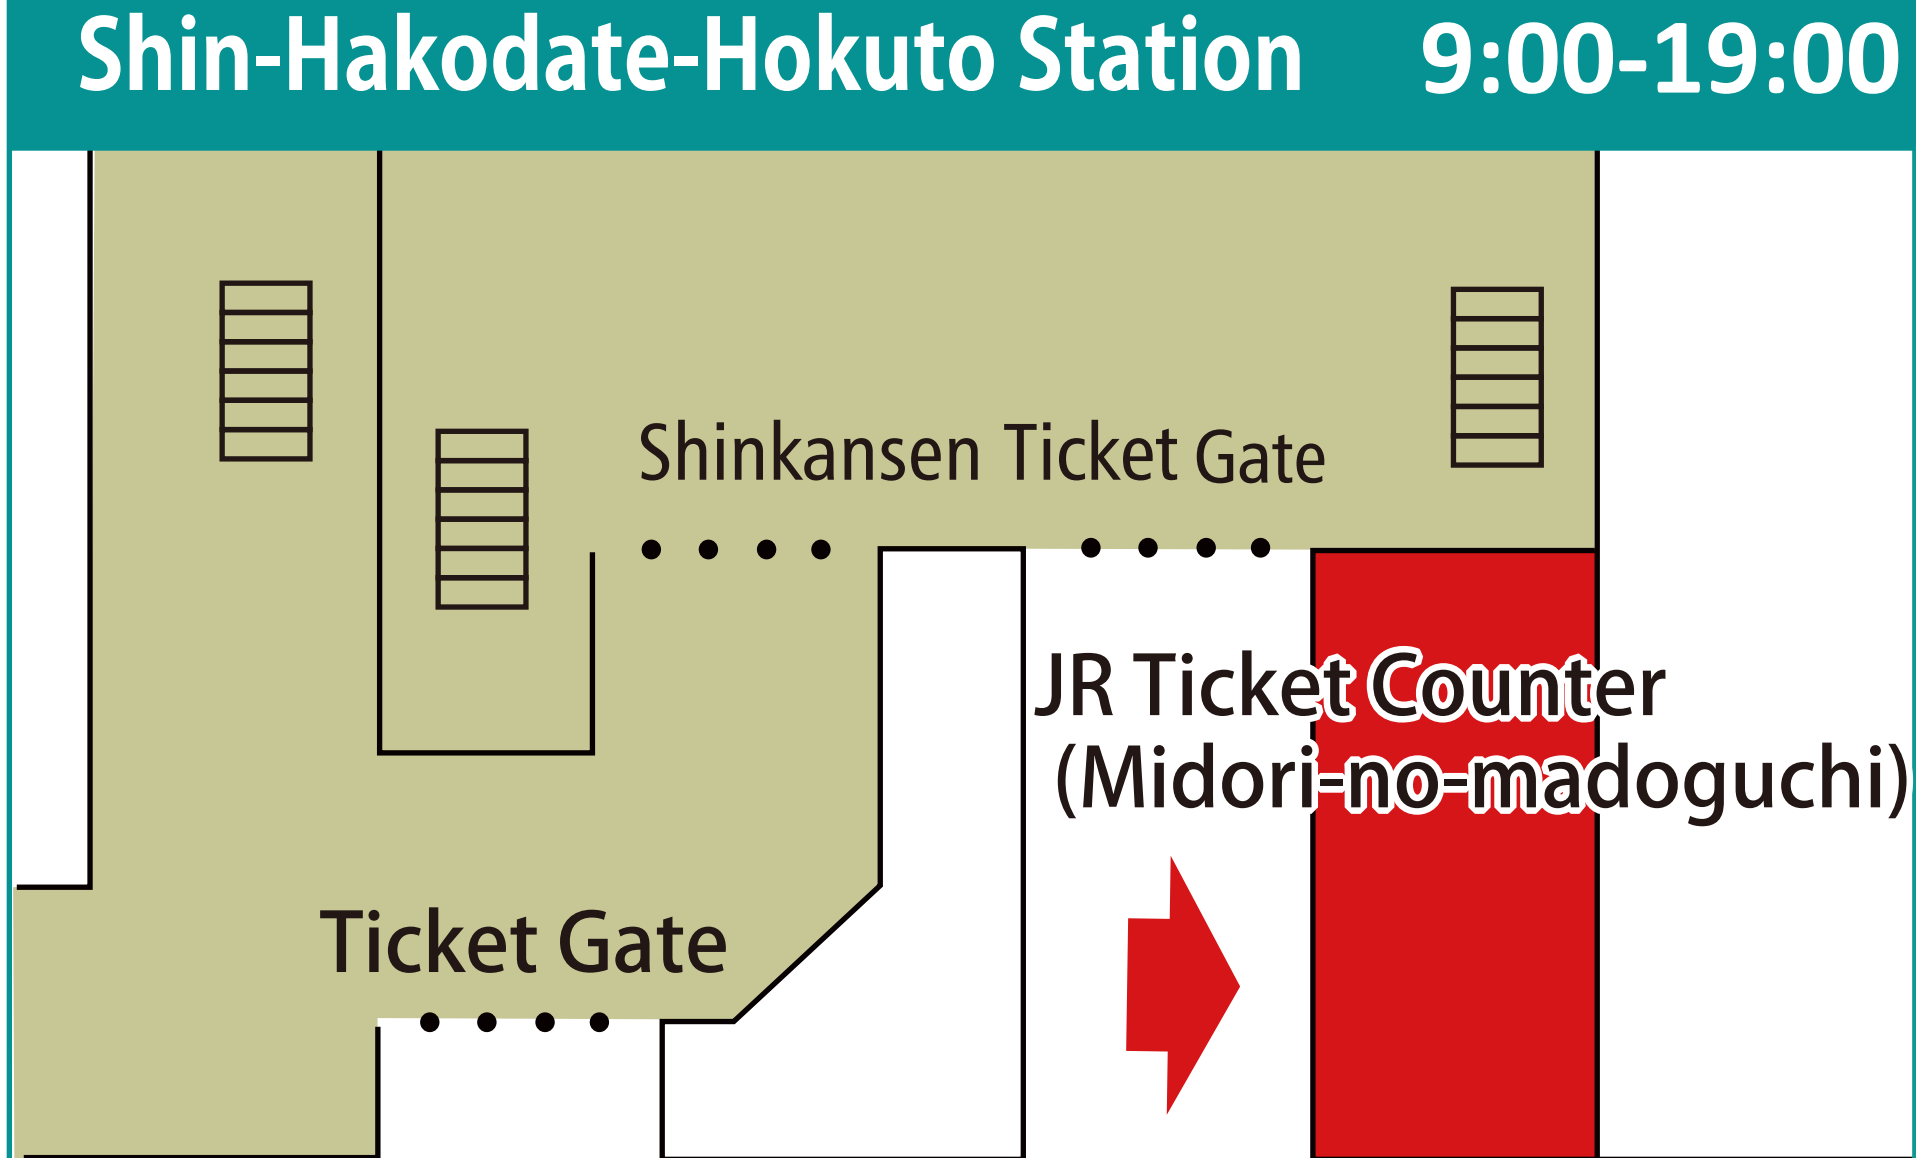 Shin-Hakodate-Hokuto Station 9:00-19:00
Shinkansen Ticket Gate
JR Ticket Counter
(Midori-no-madoguchi)
Ticket Gate